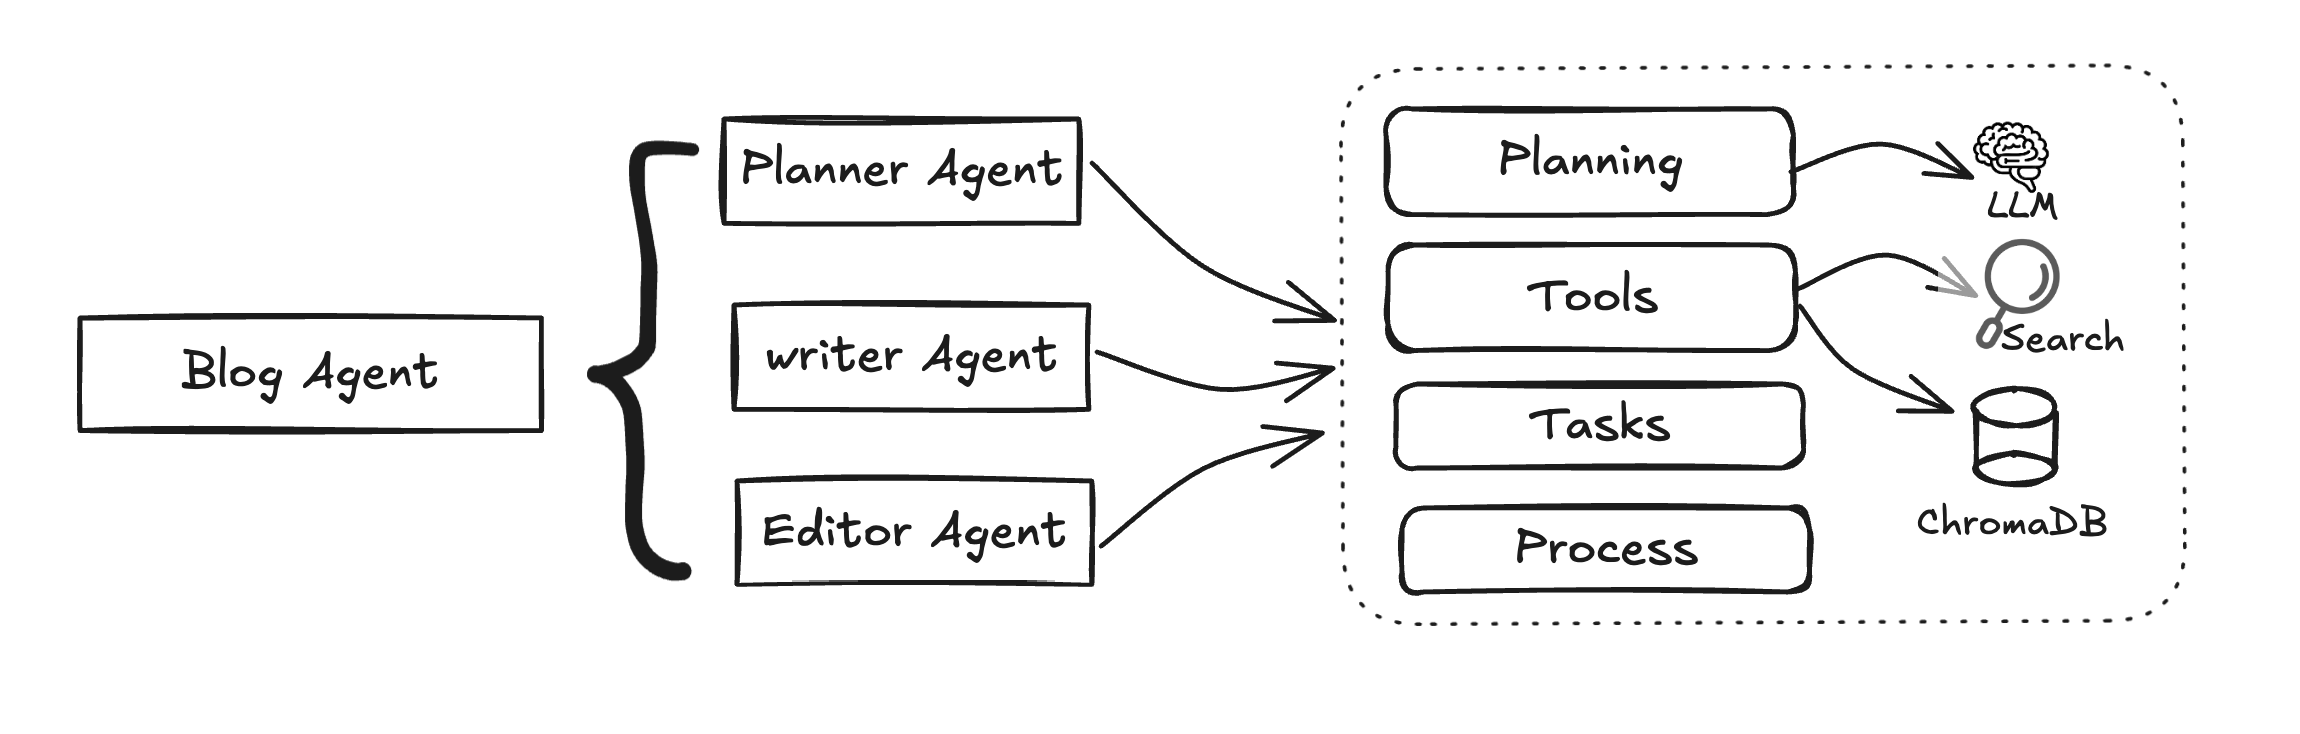 Blog Agent
Planner Agent
writer Agent
Editor Agent
Planning
Tools
Tasks
Process
LLM
Search
ChromaDB